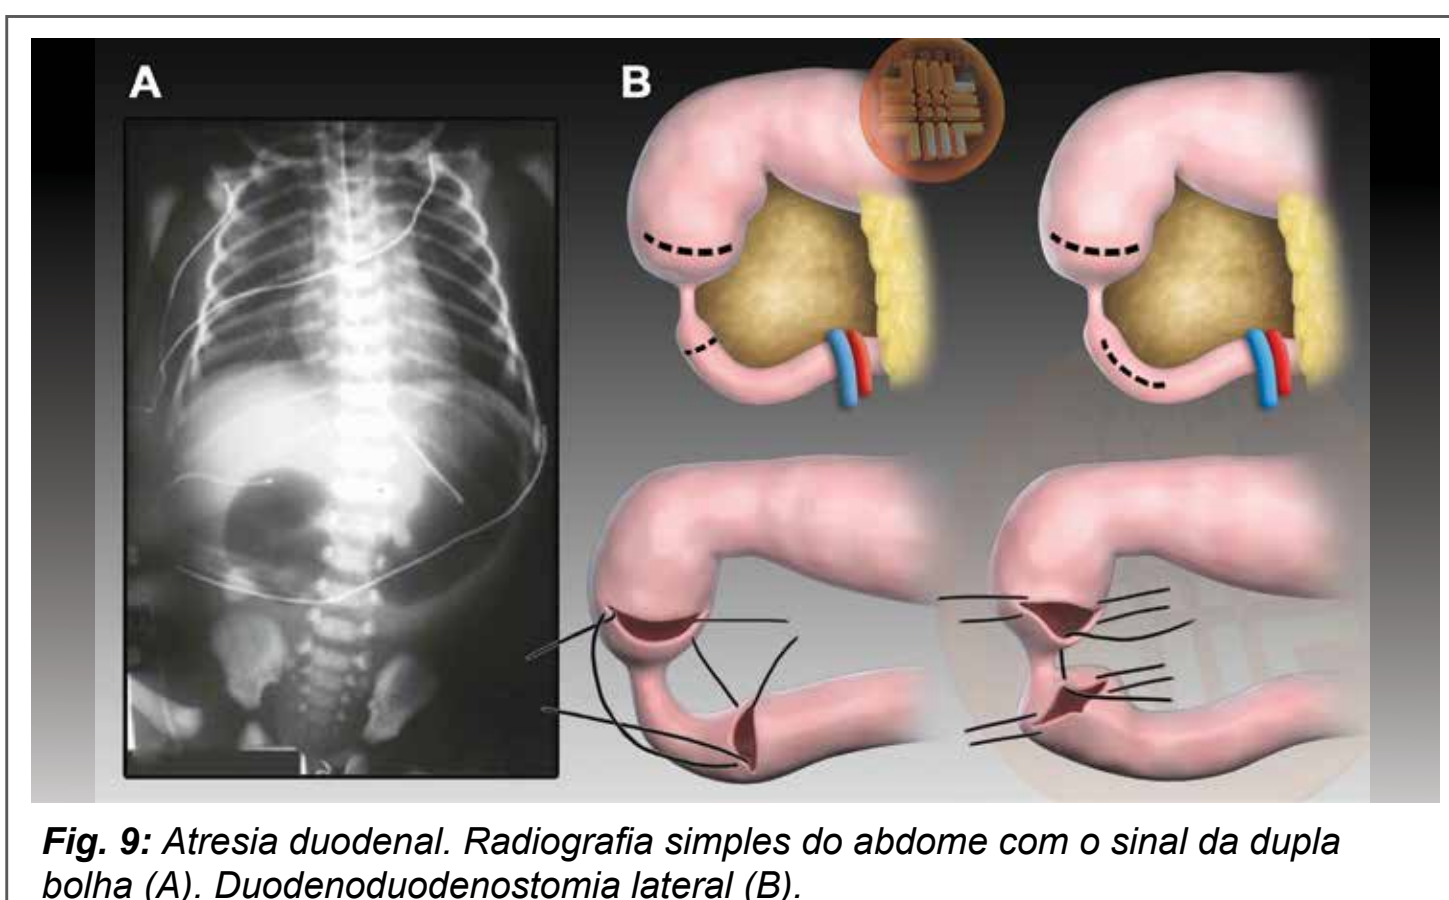 A
B
Fig. 9: Atresia duodenal. Radiografia simples do abdome com o sinal da dupla
bolha (A). Duodenoduodenostomia lateral (B).